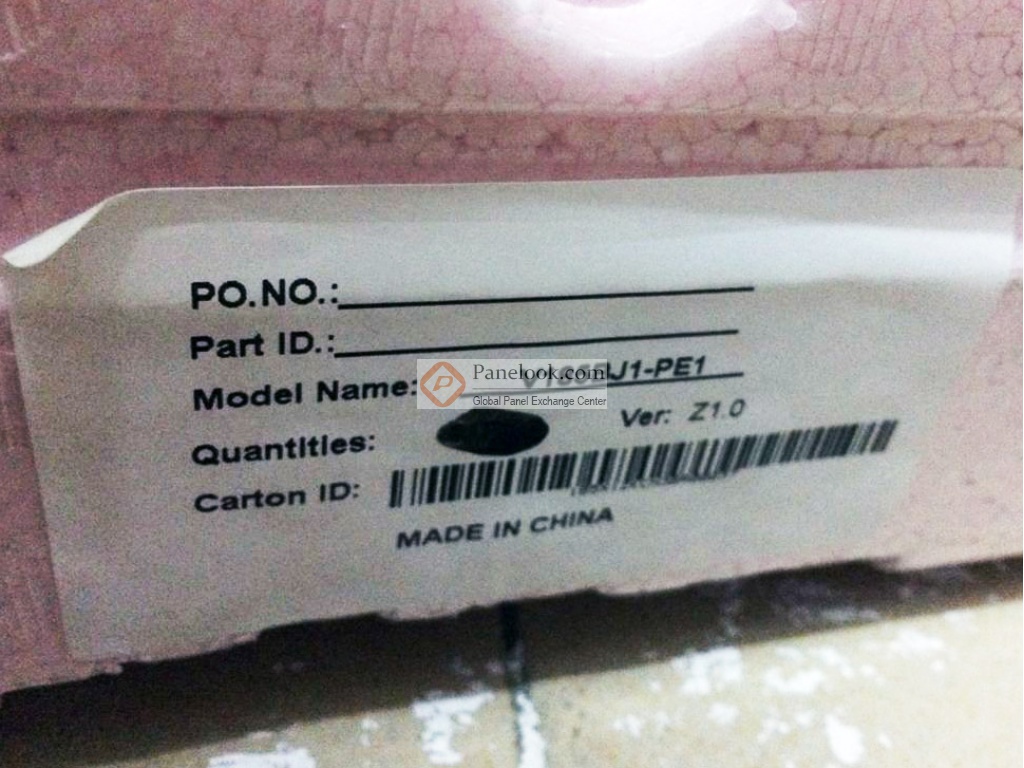 PO.NO.:
Part ID.:
Model Name: J1-PE1
Panelook.com
Global Panel Exchange Center
Quantities:
Ver: Z1.0
Carton ID:
MADE IN CHINA